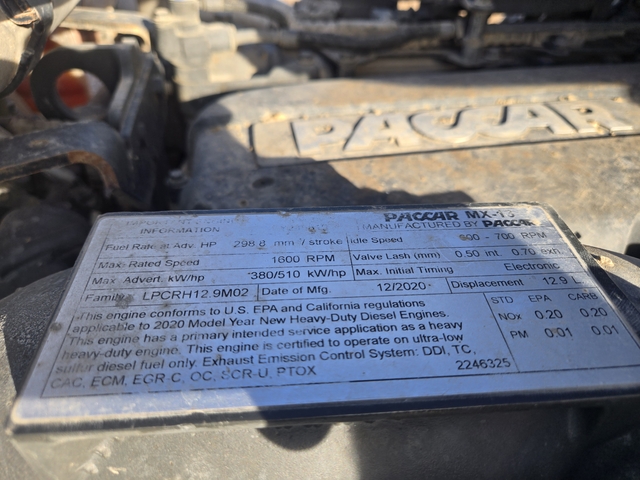 PACCAR
PACCAR MX-13
INFORMATION MANUFACTURED BY PACCAR
Fuel Rate at Adv. HP 298.8 mm³/ stroke Idle Speed 600 - 700 RPM
Max-Rated Speed 1600 RPM Valve Lash (mm) 0.50 int. 0.70 exh.
Max. Advert. kW/hp 380/510 kW/hp Max. Initial Timing Electronic
Family LPCRH12.9M02 Date of Mfg. 12/2020 Displacement 12.9 L
This engine conforms to U.S. EPA and California regulations STD EPA CARB
applicable to 2020 Model Year New Heavy-Duty Diesel Engines. NOx 0.20 0.20
This engine has a primary intended service application as a heavy PM 0.01 0.01
heavy-duty engine. This engine is certified to operate on ultra-low
sulfur diesel fuel only. Exhaust Emission Control System: DDI, TC,
CAC, ECM, EGR-C, OC, SCR-U, PTOX 2246325